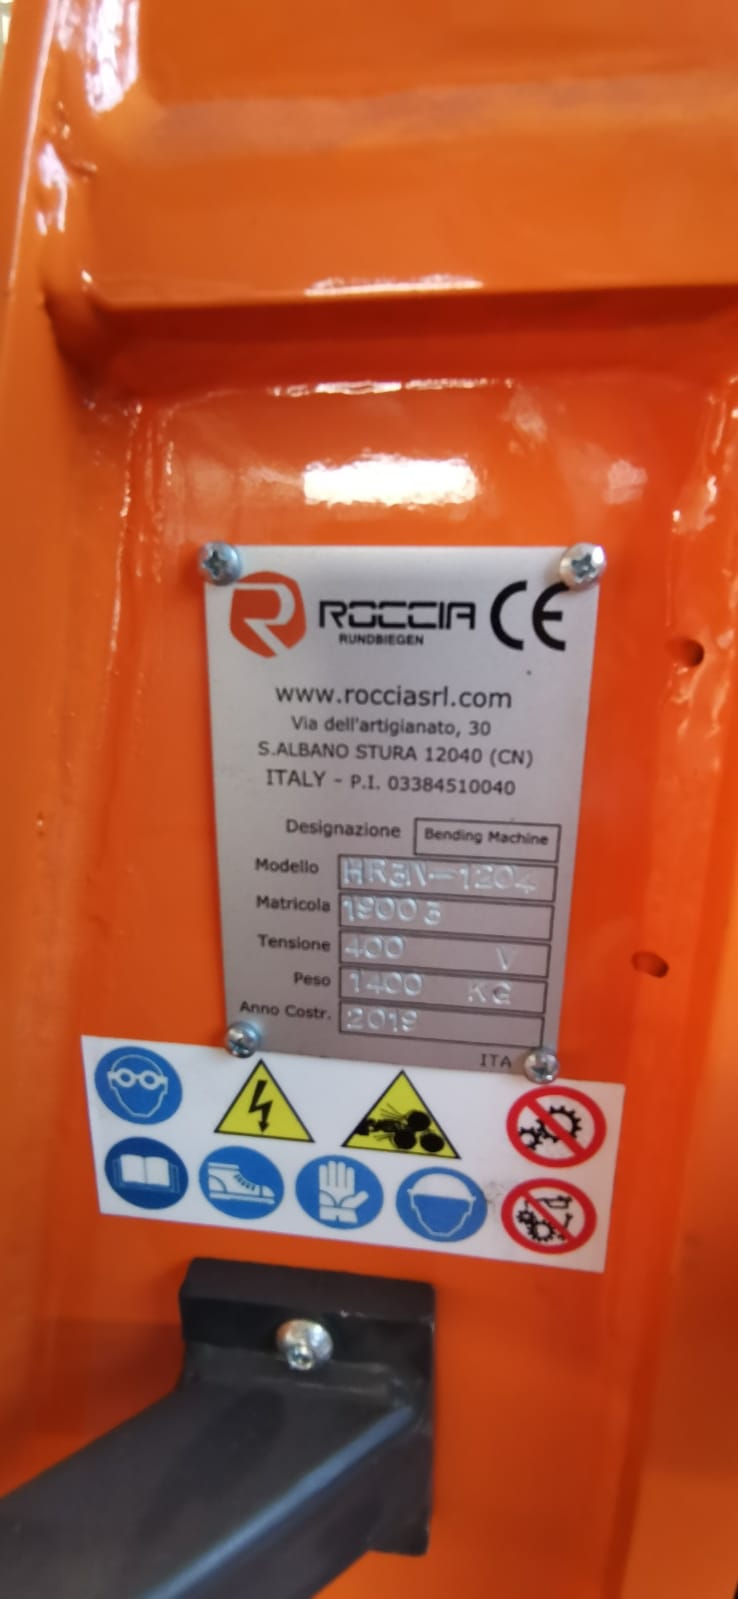 ROCCIA CE
RUNDBIEGEN
www.rocciasrl.com
Via dell'artigianato, 30
S.ALBANO STURA 12040 (CN)
ITALY - P.I. 03384510040
Designazione Bending Machine
Modello HR3W-1204
Matricola 19003
Tensione 400 V
Peso 1400 KG
Anno Costr. 2019
ITA